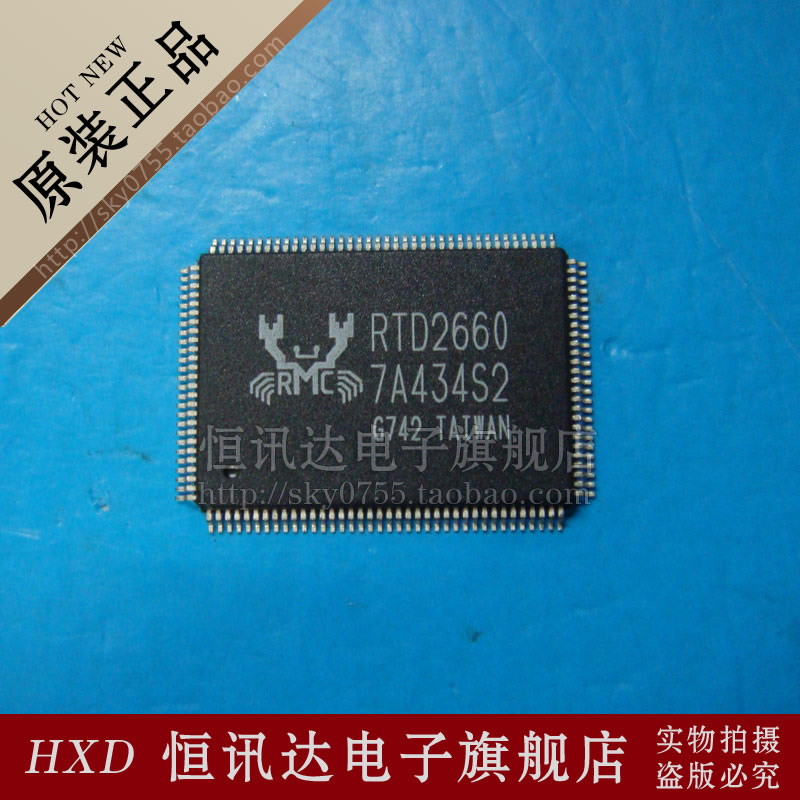 HOT NEW
原装正品
http://sky0755.taobao.com
RMC
RTD2660
7A434S2
G742 TAIWAN
恒讯达电子旗舰店
http://sky0755.taobao.com
HXD 恒讯达电子旗舰店
实物拍摄
盗版必究